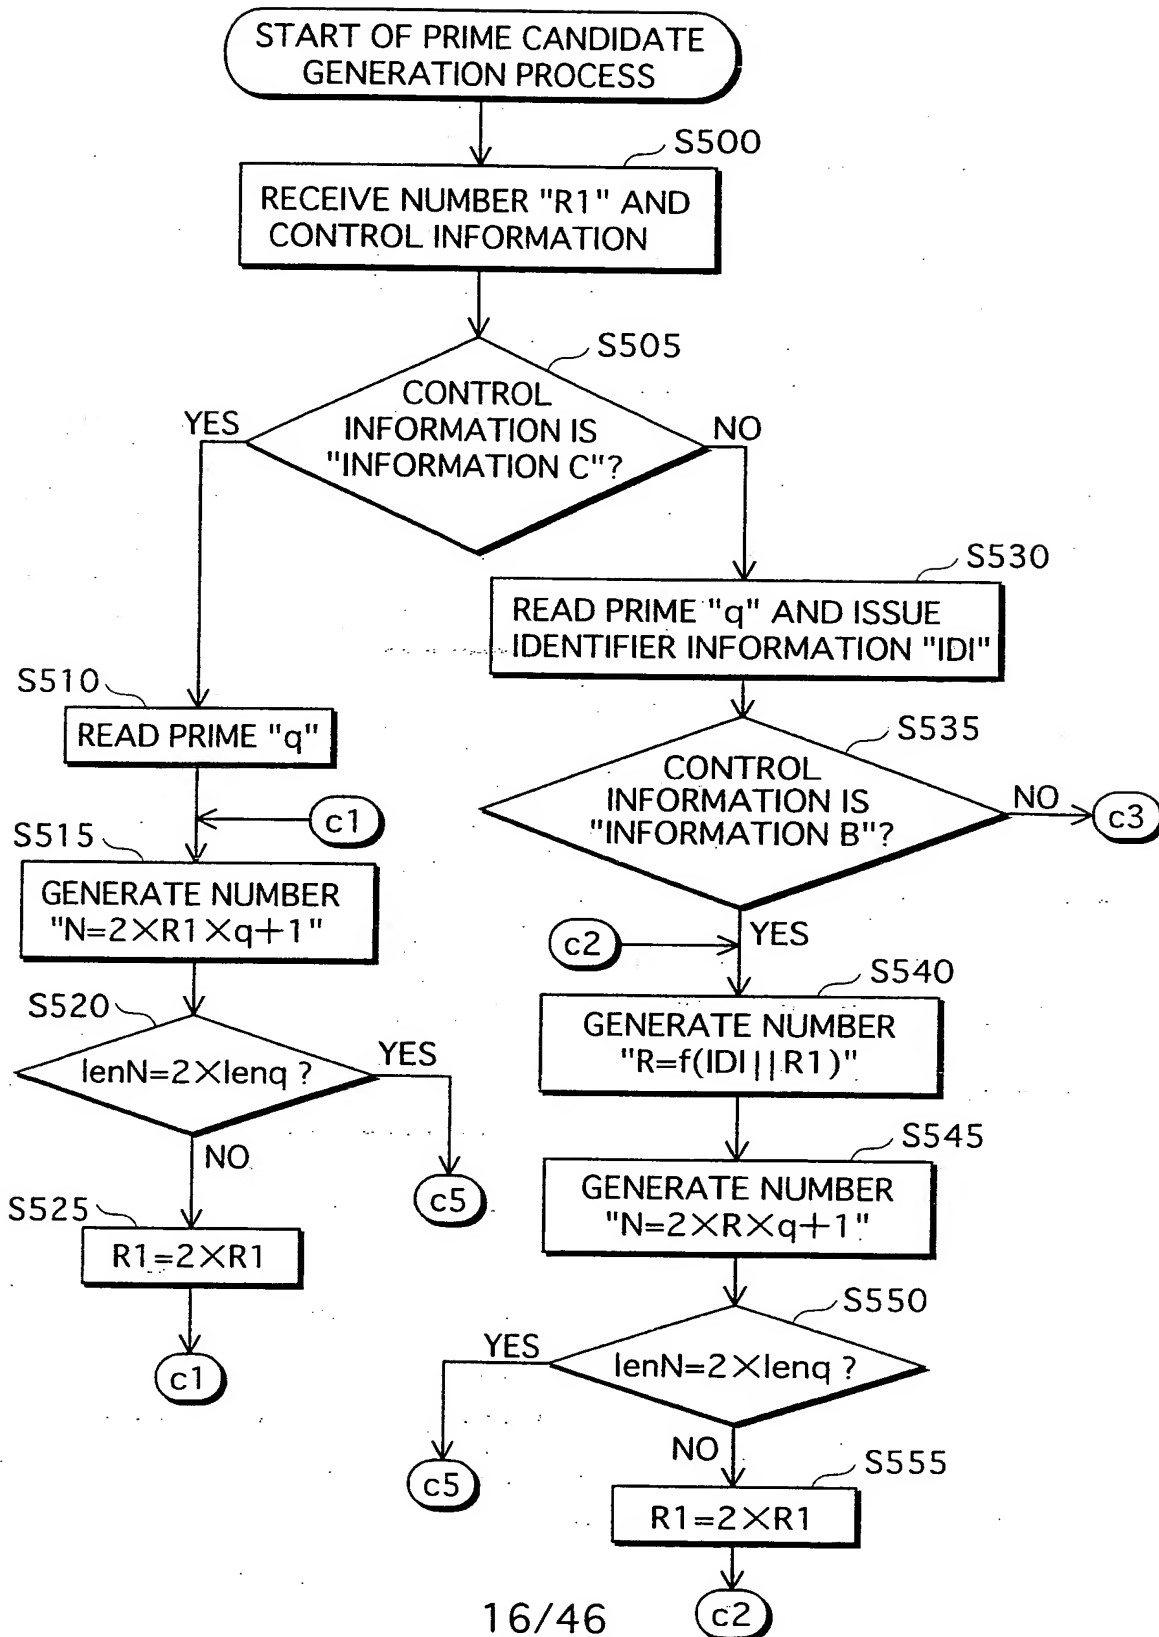 START OF PRIME CANDIDATE
GENERATION PROCESS
S500
RECEIVE NUMBER "R1" AND
CONTROL INFORMATION
S505
CONTROL
INFORMATION IS
"INFORMATION C"?
YES
NO
S530
READ PRIME "q" AND ISSUE
IDENTIFIER INFORMATION "IDI"
S510
READ PRIME "q"
S535
CONTROL
INFORMATION IS
"INFORMATION B"?
NO
c3
c1
S515
GENERATE NUMBER
"N=2×R1×q+1"
YES
c2
S540
GENERATE NUMBER
"R=f(IDI||R1)"
S520
lenN=2×lenq ?
YES
c5
NO
S545
GENERATE NUMBER
"N=2×R×q+1"
S525
R1=2×R1
c1
S550
lenN=2×lenq ?
YES
c5
NO
S555
R1=2×R1
c2
16/46